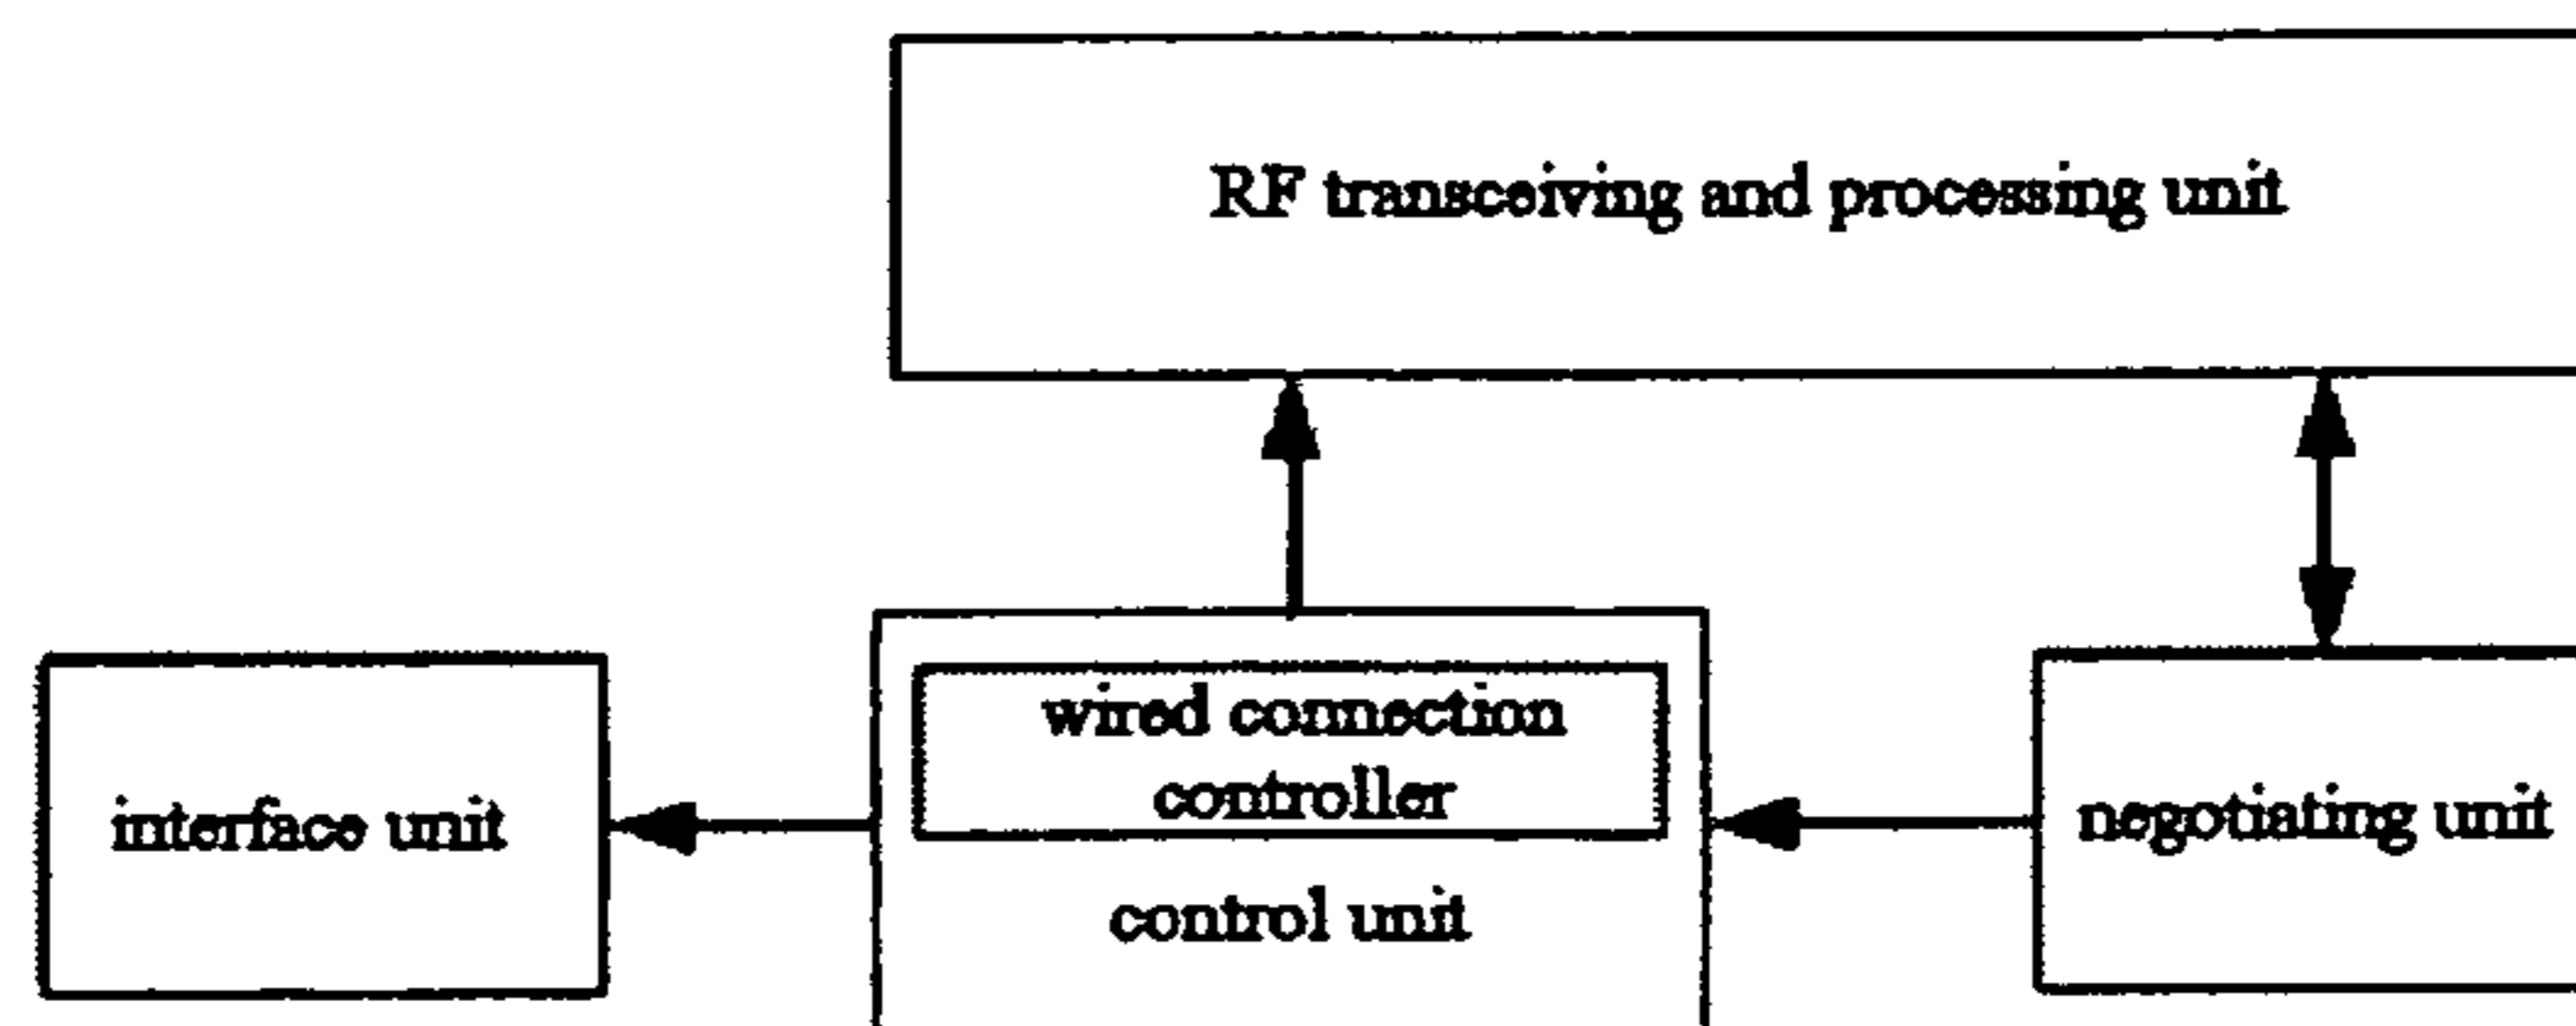 RF transceiving and processing unit
wired connection
controller
interface unit
control unit
negotiating unit